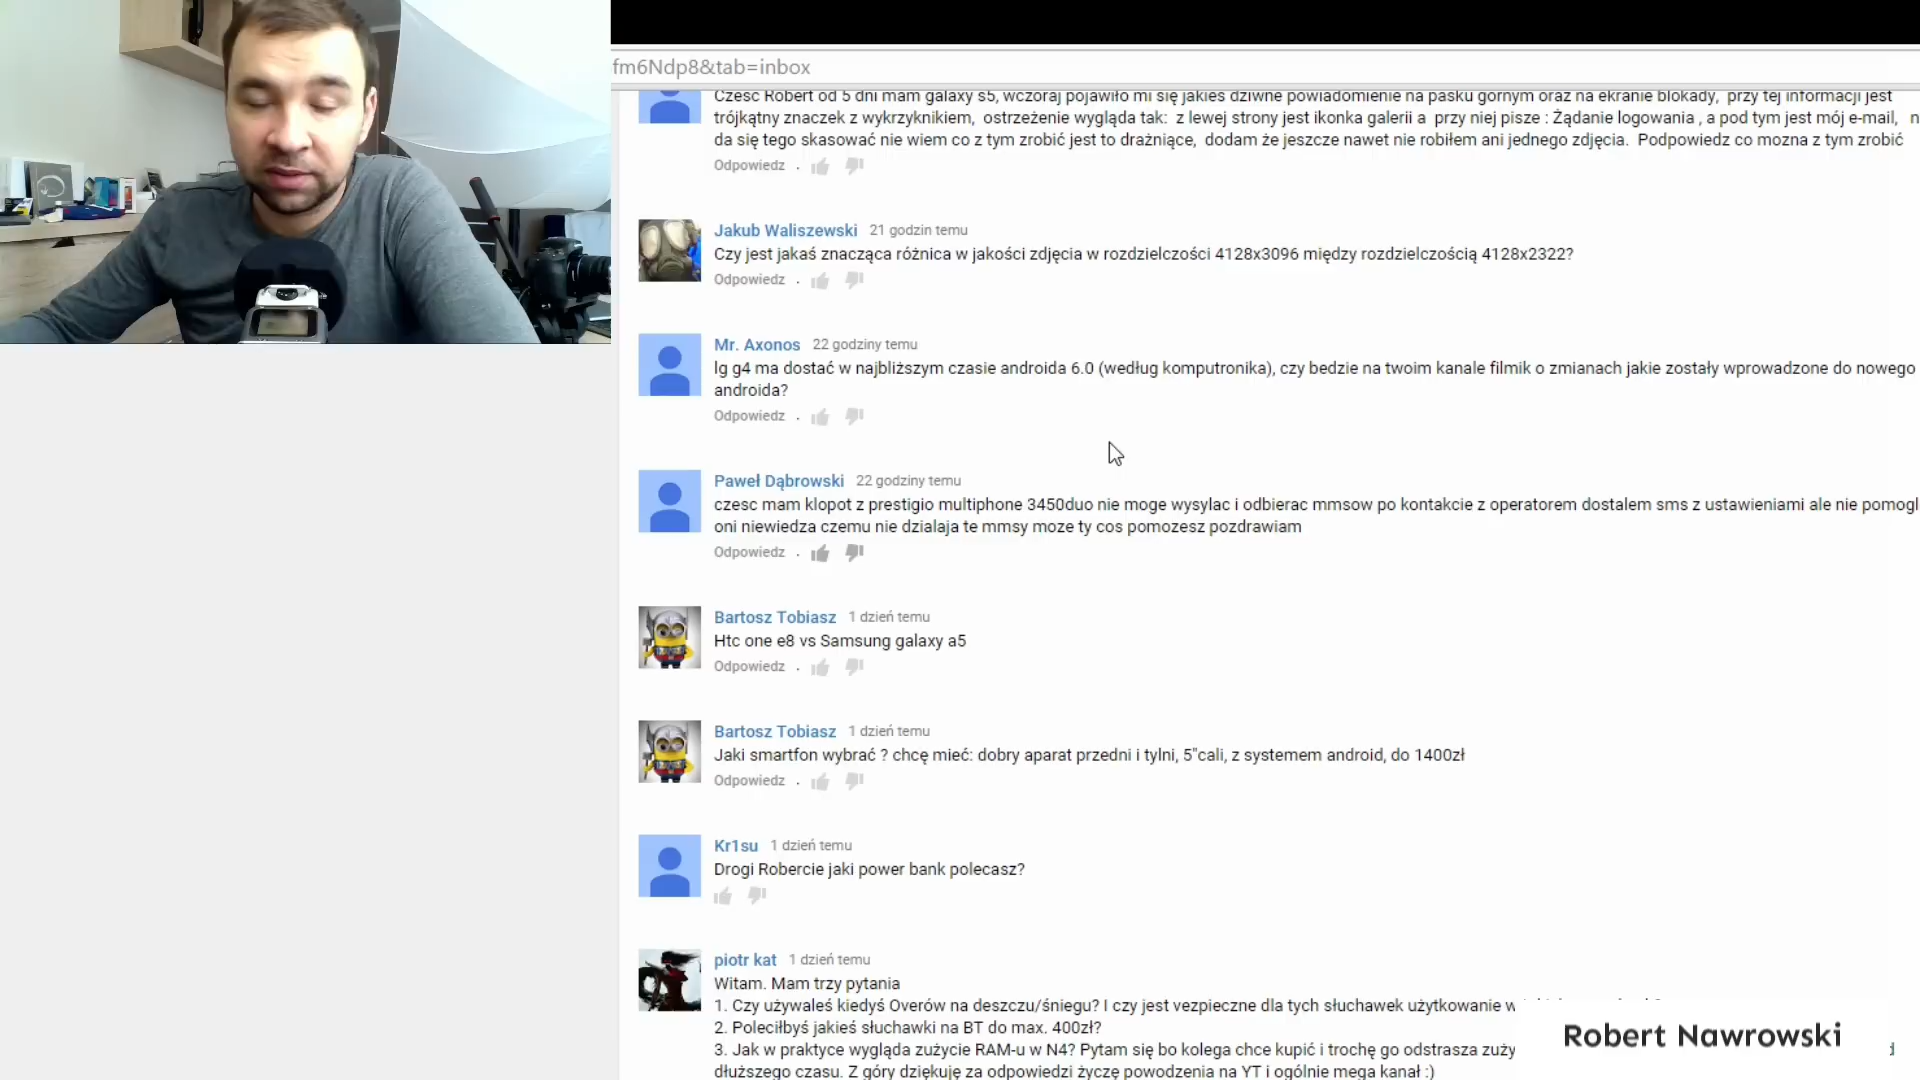 fm6Ndp8&tab=inbox
Czesc Robert od 5 dni mam galaxy s5, wczoraj pojawiło mi się jakieś dziwne powiadomienie na pasku górnym oraz na ekranie blokady, przy tej informacji jest
trójkątny znaczek z wykrzyknikiem, ostrzeżenie wygląda tak: z lewej strony jest ikonka galerii a przy niej pisze : Żądanie logowania , a pod tym jest mój e-mail, n
da się tego skasować nie wiem co z tym zrobić jest to drażniące, dodam że jeszcze nawet nie robiłem ani jednego zdjęcia. Podpowiedz co mozna z tym zrobić
Odpowiedz .
Jakub Waliszewski 21 godzin temu
Czy jest jakaś znacząca różnica w jakości zdjęcia w rozdzielczości 4128x3096 między rozdzielczością 4128x2322?
Odpowiedz .
Mr. Axonos 22 godziny temu
lg g4 ma dostać w najbliższym czasie androida 6.0 (według komputronika), czy bedzie na twoim kanale filmik o zmianach jakie zostały wprowadzone do nowego
androida?
Odpowiedz .
Paweł Dąbrowski 22 godziny temu
czesc mam klopot z prestigio multiphone 3450duo nie moge wysylac i odbierac mmsow po kontakcie z operatorem dostalem sms z ustawieniami ale nie pomogl
oni niewiedza czemu nie dzialaja te mmsy moze ty cos pomozesz pozdrawiam
Odpowiedz .
Bartosz Tobiasz 1 dzień temu
Htc one e8 vs Samsung galaxy a5
Odpowiedz .
Bartosz Tobiasz 1 dzień temu
Jaki smartfon wybrać ? chcę mieć: dobry aparat przedni i tylni, 5"cali, z systemem android, do 1400zł
Odpowiedz .
Kr1su 1 dzień temu
Drogi Robercie jaki power bank polecasz?
piotr kat 1 dzień temu
Witam. Mam trzy pytania
1. Czy używałeś kiedyś Overów na deszczu/śniegu? I czy jest vezpieczne dla tych słuchawek użytkowanie w
2. Poleciłbyś jakieś słuchawki na BT do max. 400zł?
3. Jak w praktyce wygląda zużycie RAM-u w N4? Pytam się bo kolega chce kupić i trochę go odstrasza zuży
dłuższego czasu. Z góry dziękuję za odpowiedzi życzę powodzenia na YT i ogólnie mega kanał :)
Robert Nawrowski